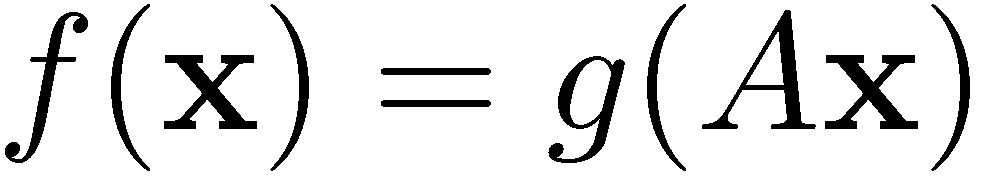 f(𝐱) = g(A𝐱)